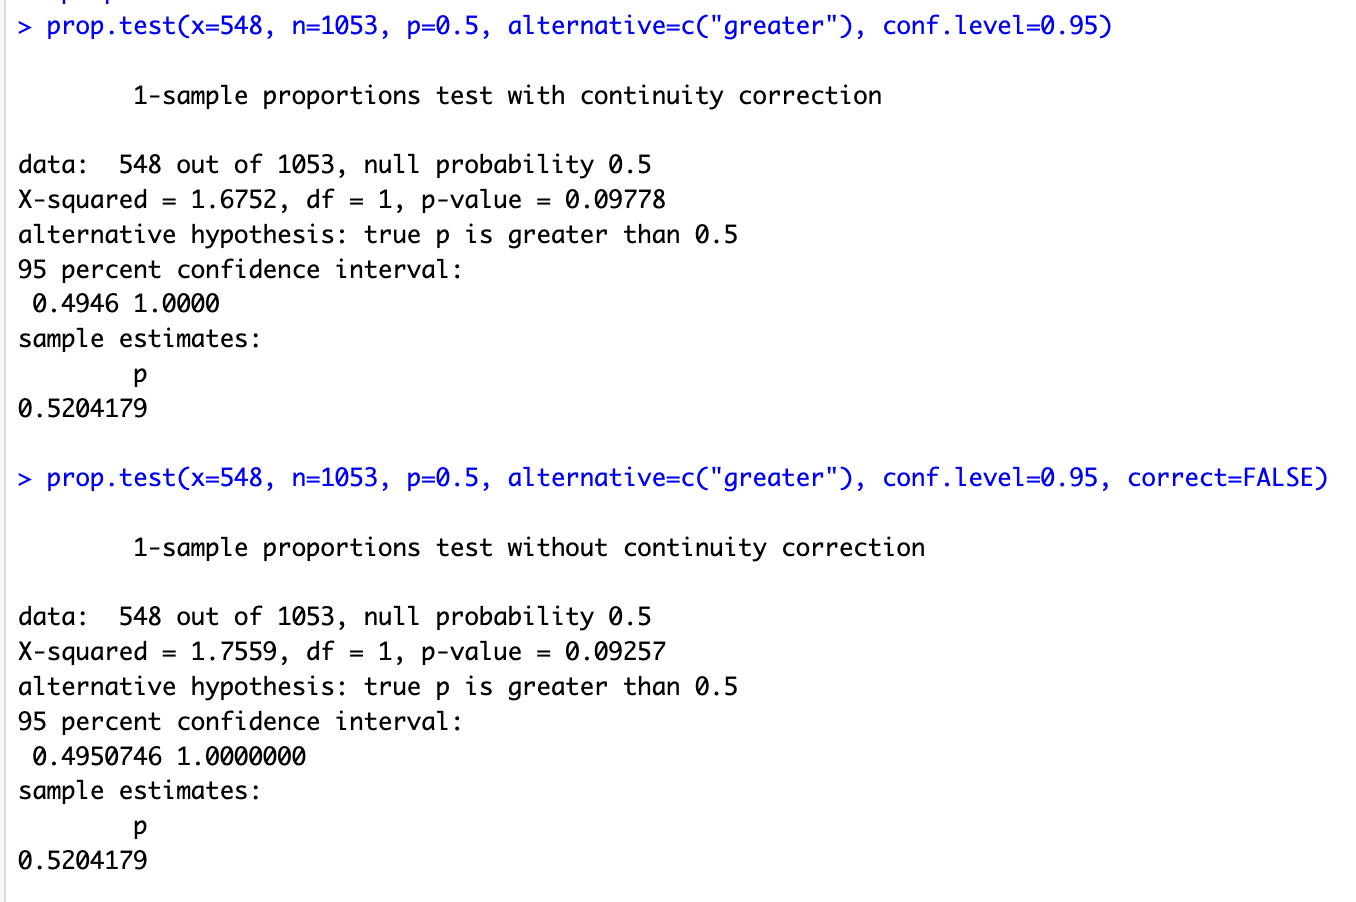 > prop.test(x=548, n=1053, p=0.5, alternative=c("greater"), conf.level=0.95)
1-sample proportions test with continuity correction
data:  548 out of 1053, null probability 0.5
X-squared = 1.6752, df = 1, p-value = 0.09778
alternative hypothesis: true p is greater than 0.5
95 percent confidence interval:
0.4946 1.0000
sample estimates:
p
0.5204179
> prop.test(x=548, n=1053, p=0.5, alternative=c("greater"), conf.level=0.95, correct=FALSE)
1-sample proportions test without continuity correction
data:  548 out of 1053, null probability 0.5
X-squared = 1.7559, df = 1, p-value = 0.09257
alternative hypothesis: true p is greater than 0.5
95 percent confidence interval:
0.4950746 1.0000000
sample estimates:
p
0.5204179